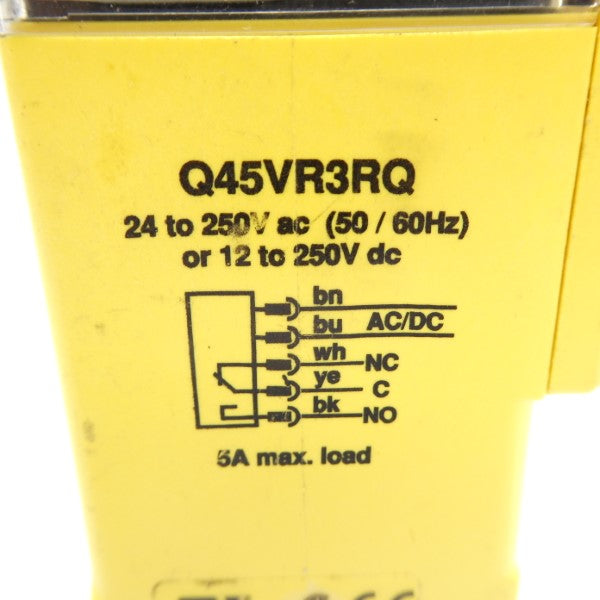 Q45VR3RQ
24 to 250V ac (50 / 60Hz)
or 12 to 250V dc
bn
bu AC/DC
wh NC
ye C
bk NO
5A max. load